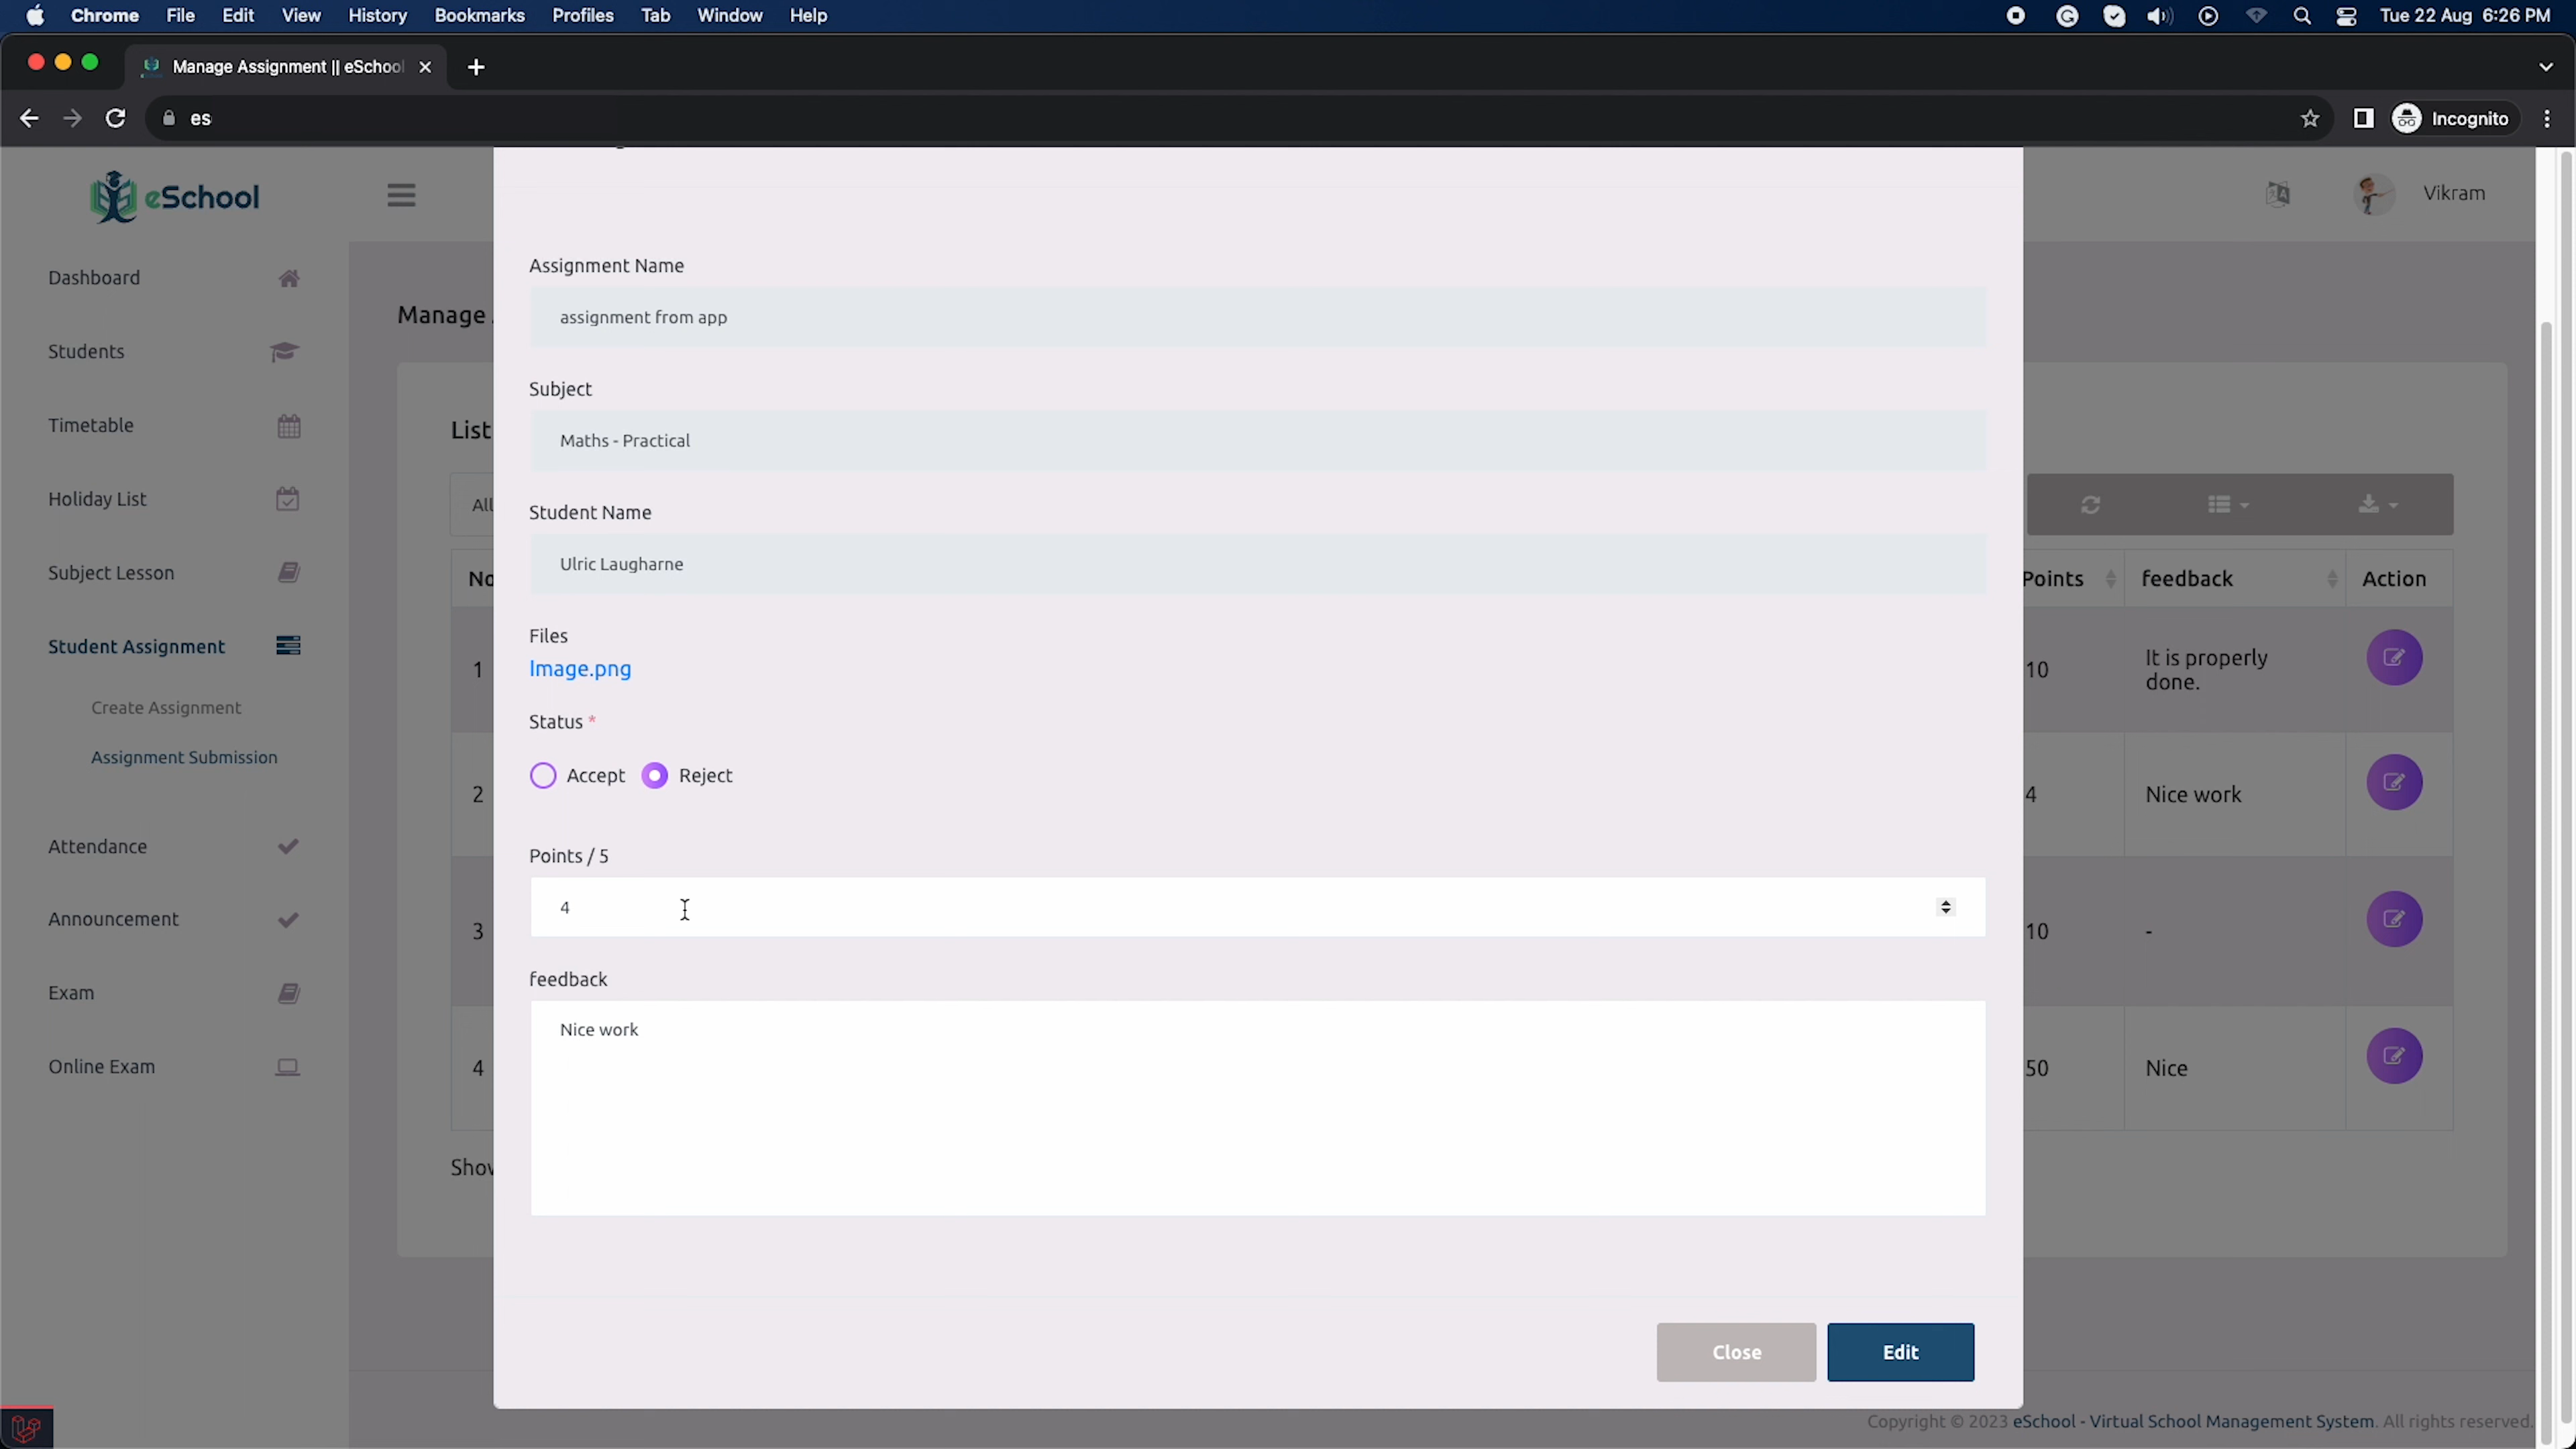 Chrome File Edit View History Bookmarks Profiles Tab Window Help Tue 22 Aug 6:26 PM
Manage Assignment || eSchool
es Incognito
eSchool Vikram
Dashboard
Students
Timetable
Holiday List
Subject Lesson
Student Assignment
Create Assignment
Assignment Submission
Attendance
Announcement
Exam
Online Exam
Manage
List
All
No
1
2
3
4
Assignment Name
assignment from app
Subject
Maths - Practical
Student Name
Ulric Laugharne
Files
Image.png
Status *
Accept Reject
Points / 5
4
feedback
Nice work
Close Edit
Points feedback Action
10 It is properly
done.
4 Nice work
10 -
50 Nice
Copyright © 2023 eSchool - Virtual School Management System. All rights reserved.